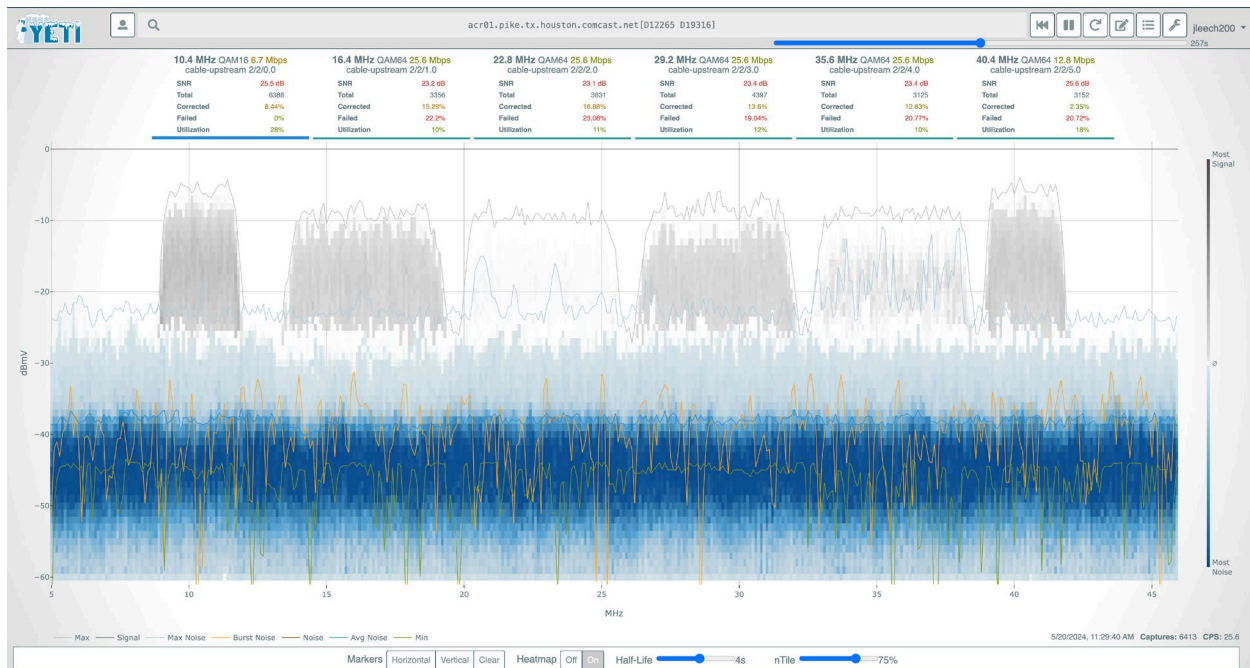 YETI
acr01.pike.tx.houston.comcast.net[D12265 D19316]
jleech200
257s
10.4 MHz QAM16 6.7 Mbps
cable-upstream 2/2/0.0
SNR 25.5 dB
Total 6388
Corrected 8.44%
Failed 0%
Utilization 28%
16.4 MHz QAM64 25.6 Mbps
cable-upstream 2/2/1.0
SNR 23.2 dB
Total 3356
Corrected 15.29%
Failed 22.2%
Utilization 10%
22.8 MHz QAM64 25.6 Mbps
cable-upstream 2/2/2.0
SNR 23.1 dB
Total 3631
Corrected 16.88%
Failed 23.08%
Utilization 11%
29.2 MHz QAM64 25.6 Mbps
cable-upstream 2/2/3.0
SNR 23.4 dB
Total 4397
Corrected 13.6%
Failed 19.04%
Utilization 12%
35.6 MHz QAM64 25.6 Mbps
cable-upstream 2/2/4.0
SNR 23.4 dB
Total 3125
Corrected 12.83%
Failed 20.77%
Utilization 10%
40.4 MHz QAM64 12.8 Mbps
cable-upstream 2/2/5.0
SNR 25.6 dB
Total 3152
Corrected 2.35%
Failed 20.72%
Utilization 18%
0
−10
−20
−30
−40
−50
−60
dBmV
5 10 15 20 25 30 35 40 45
MHz
Most
Signal
Ø
Most
Noise
Max Signal Max Noise Burst Noise Noise Avg Noise Min
5/20/2024, 11:29:40 AM Captures: 6413 CPS: 25.6
Markers Horizontal Vertical Clear Heatmap Off On Half-Life 4s nTile 75%